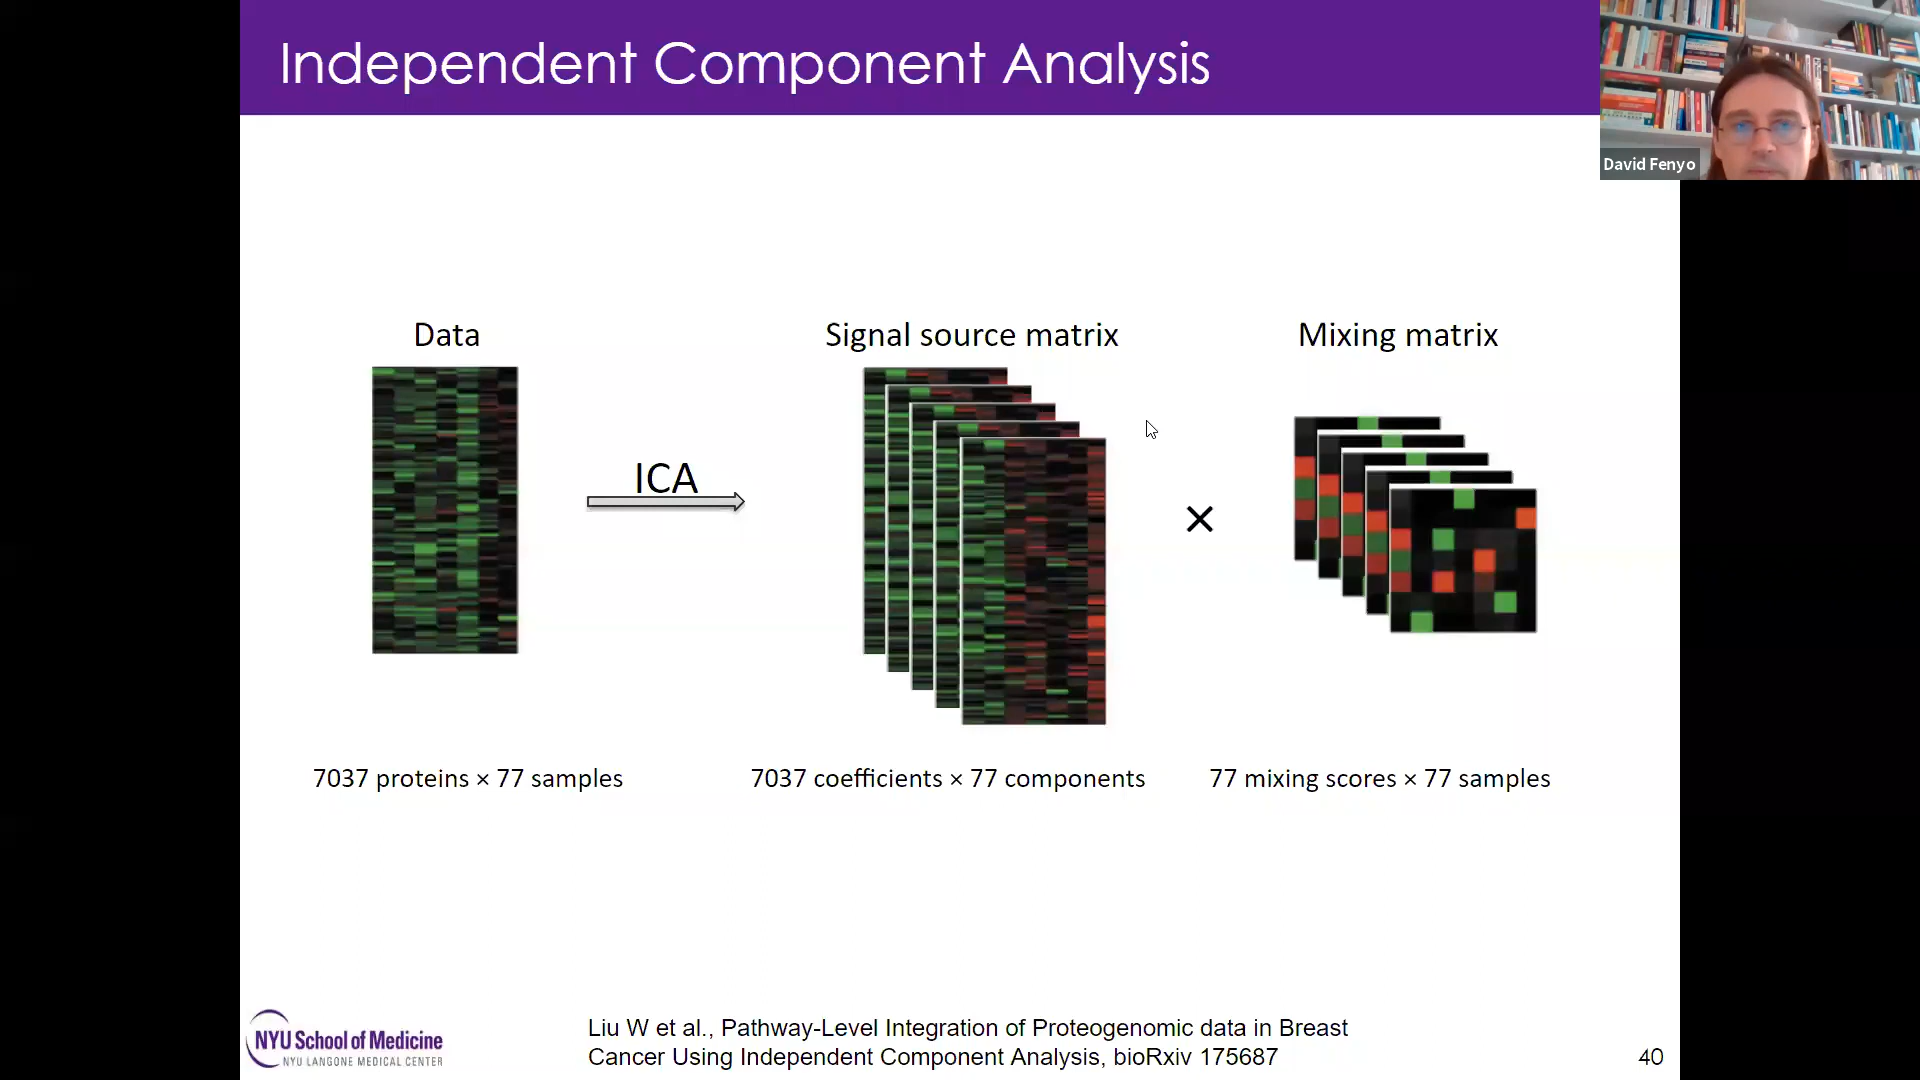 Independent Component Analysis
David Fenyo
Data
Signal source matrix
Mixing matrix
ICA
×
7037 proteins × 77 samples
7037 coefficients × 77 components
77 mixing scores × 77 samples
NYU School of Medicine
NYU LANGONE MEDICAL CENTER
Liu W et al., Pathway-Level Integration of Proteogenomic data in Breast
Cancer Using Independent Component Analysis, bioRxiv 175687
40